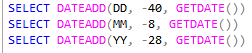 SELECT DATEADD(DD, -40, GETDATE())
SELECT DATEADD(MM, -8, GETDATE())
SELECT DATEADD(YY, -28, GETDATE())